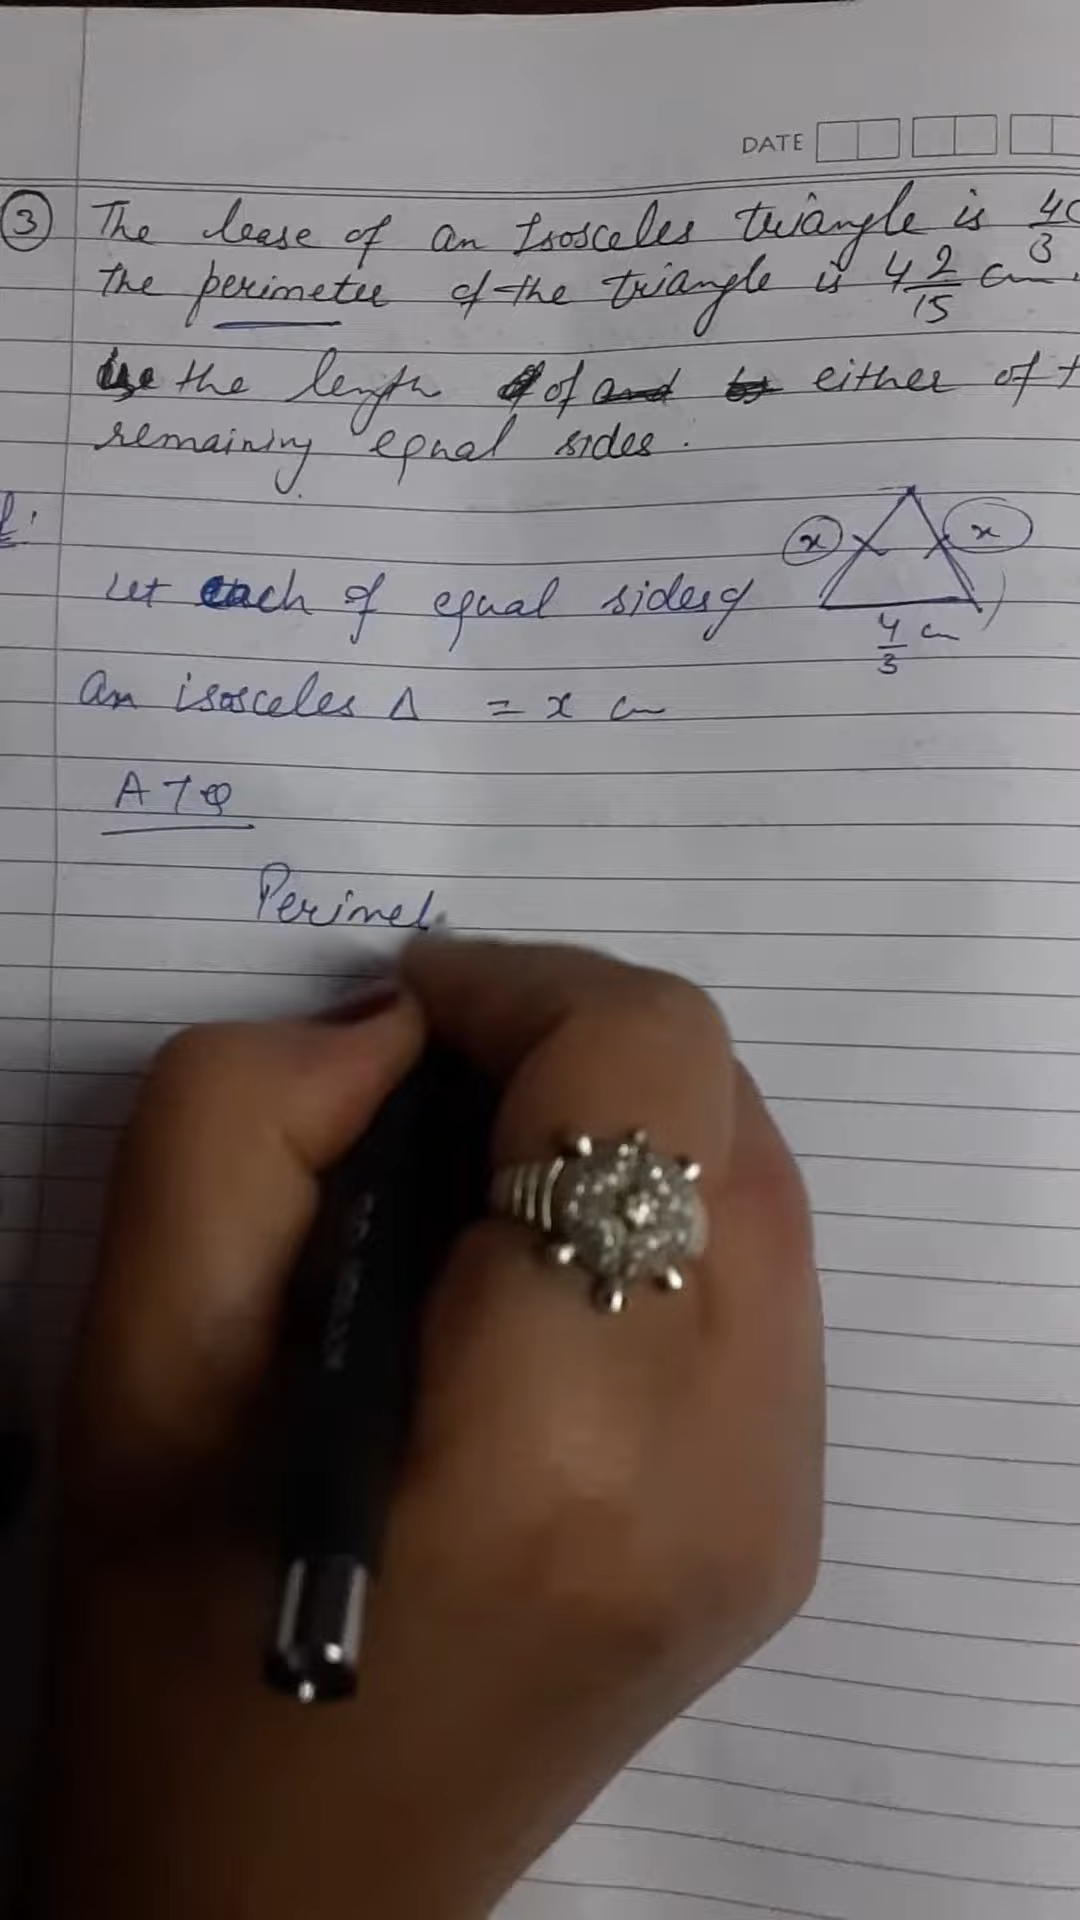 DATE
3 The base of an Isosceles triangle is 4/3
The perimeter of the triangle is 4 2/15 cm.
the length of and either of
remaining equal sides.
x x
Let each of equal sides of
4/3 cm
an isosceles Δ = x cm
ATQ
Perimet